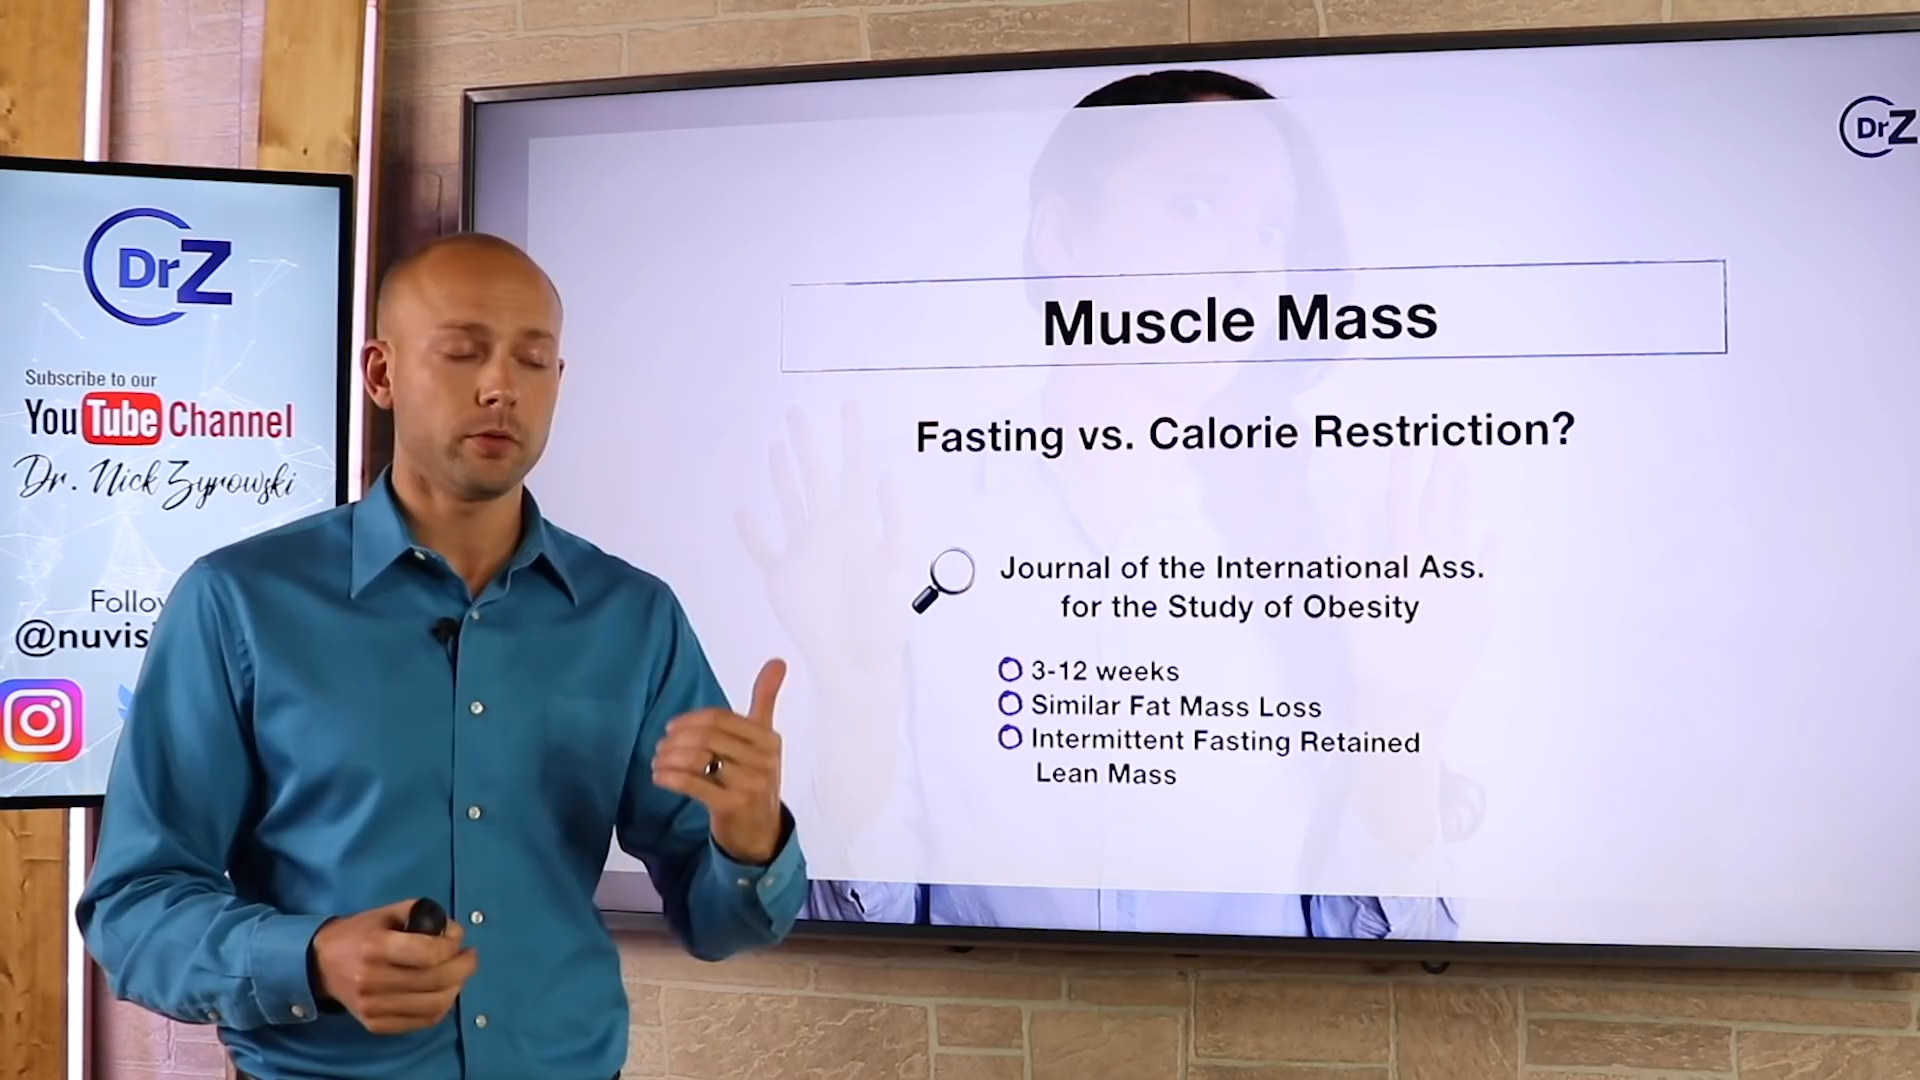 DrZ
Subscribe to our
YouTube Channel
Dr. Nick Zyrowski
Follow
@nuvis
DrZ
Muscle Mass
Fasting vs. Calorie Restriction?
Journal of the International Ass.
for the Study of Obesity
3-12 weeks
Similar Fat Mass Loss
Intermittent Fasting Retained
Lean Mass